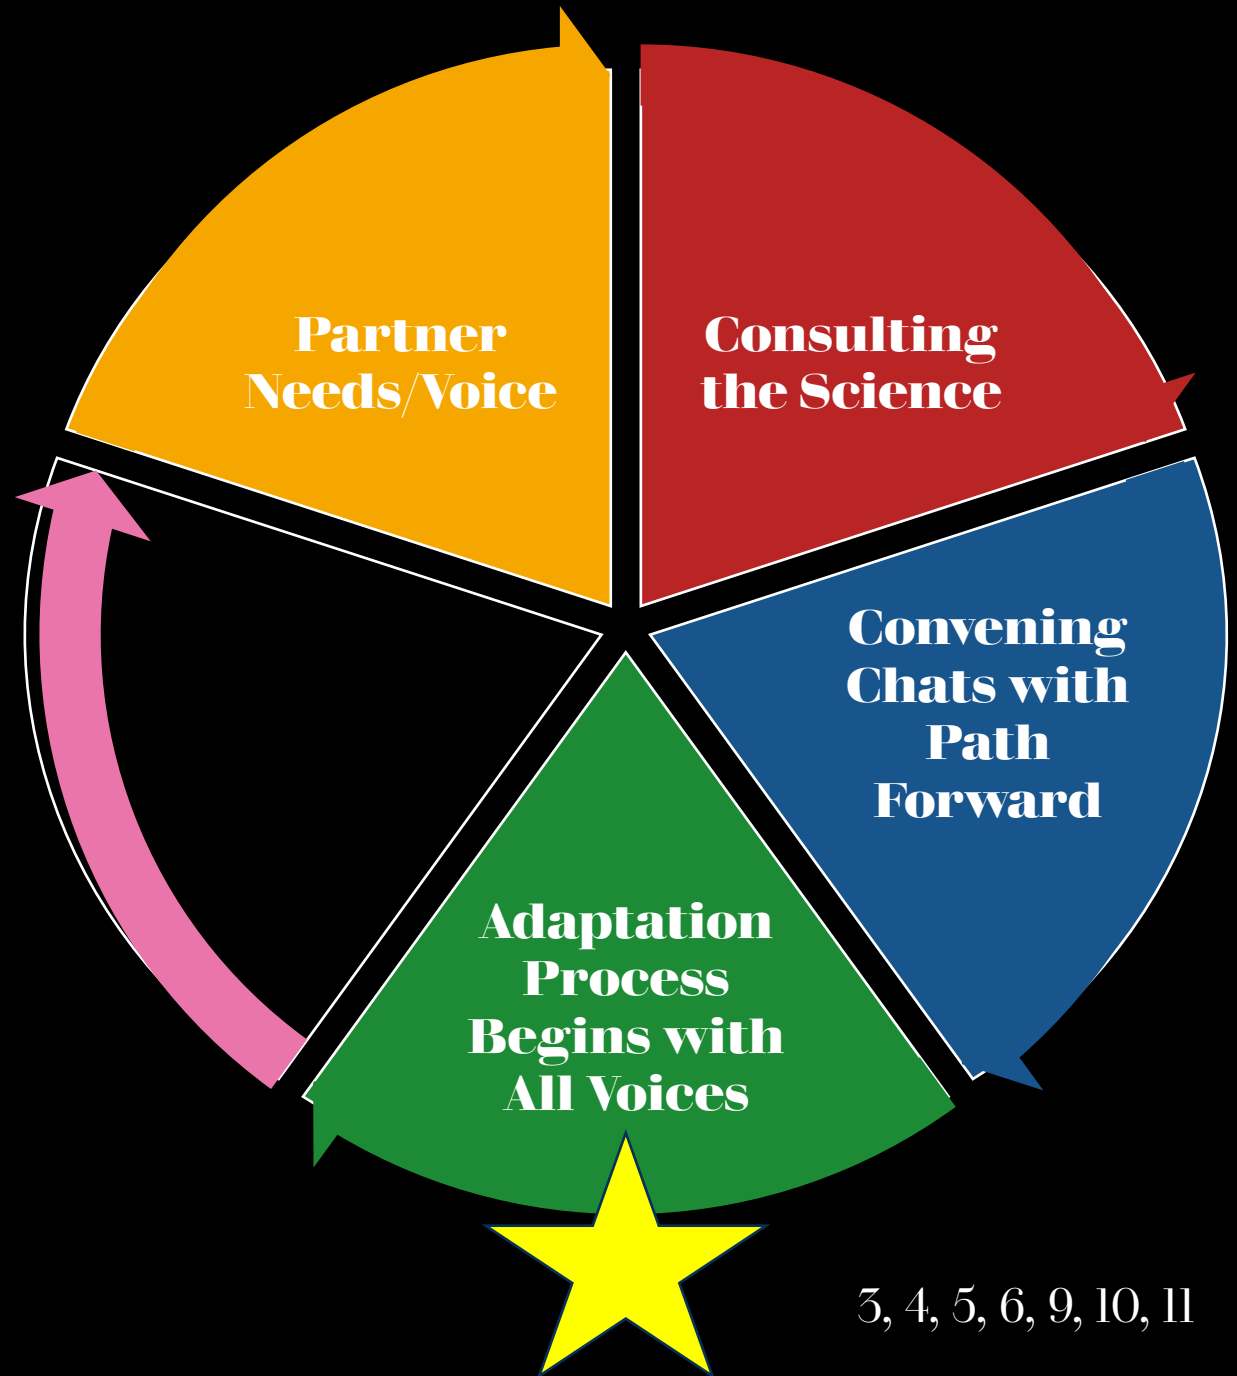 Partner
Needs/Voice
Consulting
the Science
Convening
Chats with
Path
Forward
Adaptation
Process
Begins with
All Voices
3, 4, 5, 6, 9, 10, 11